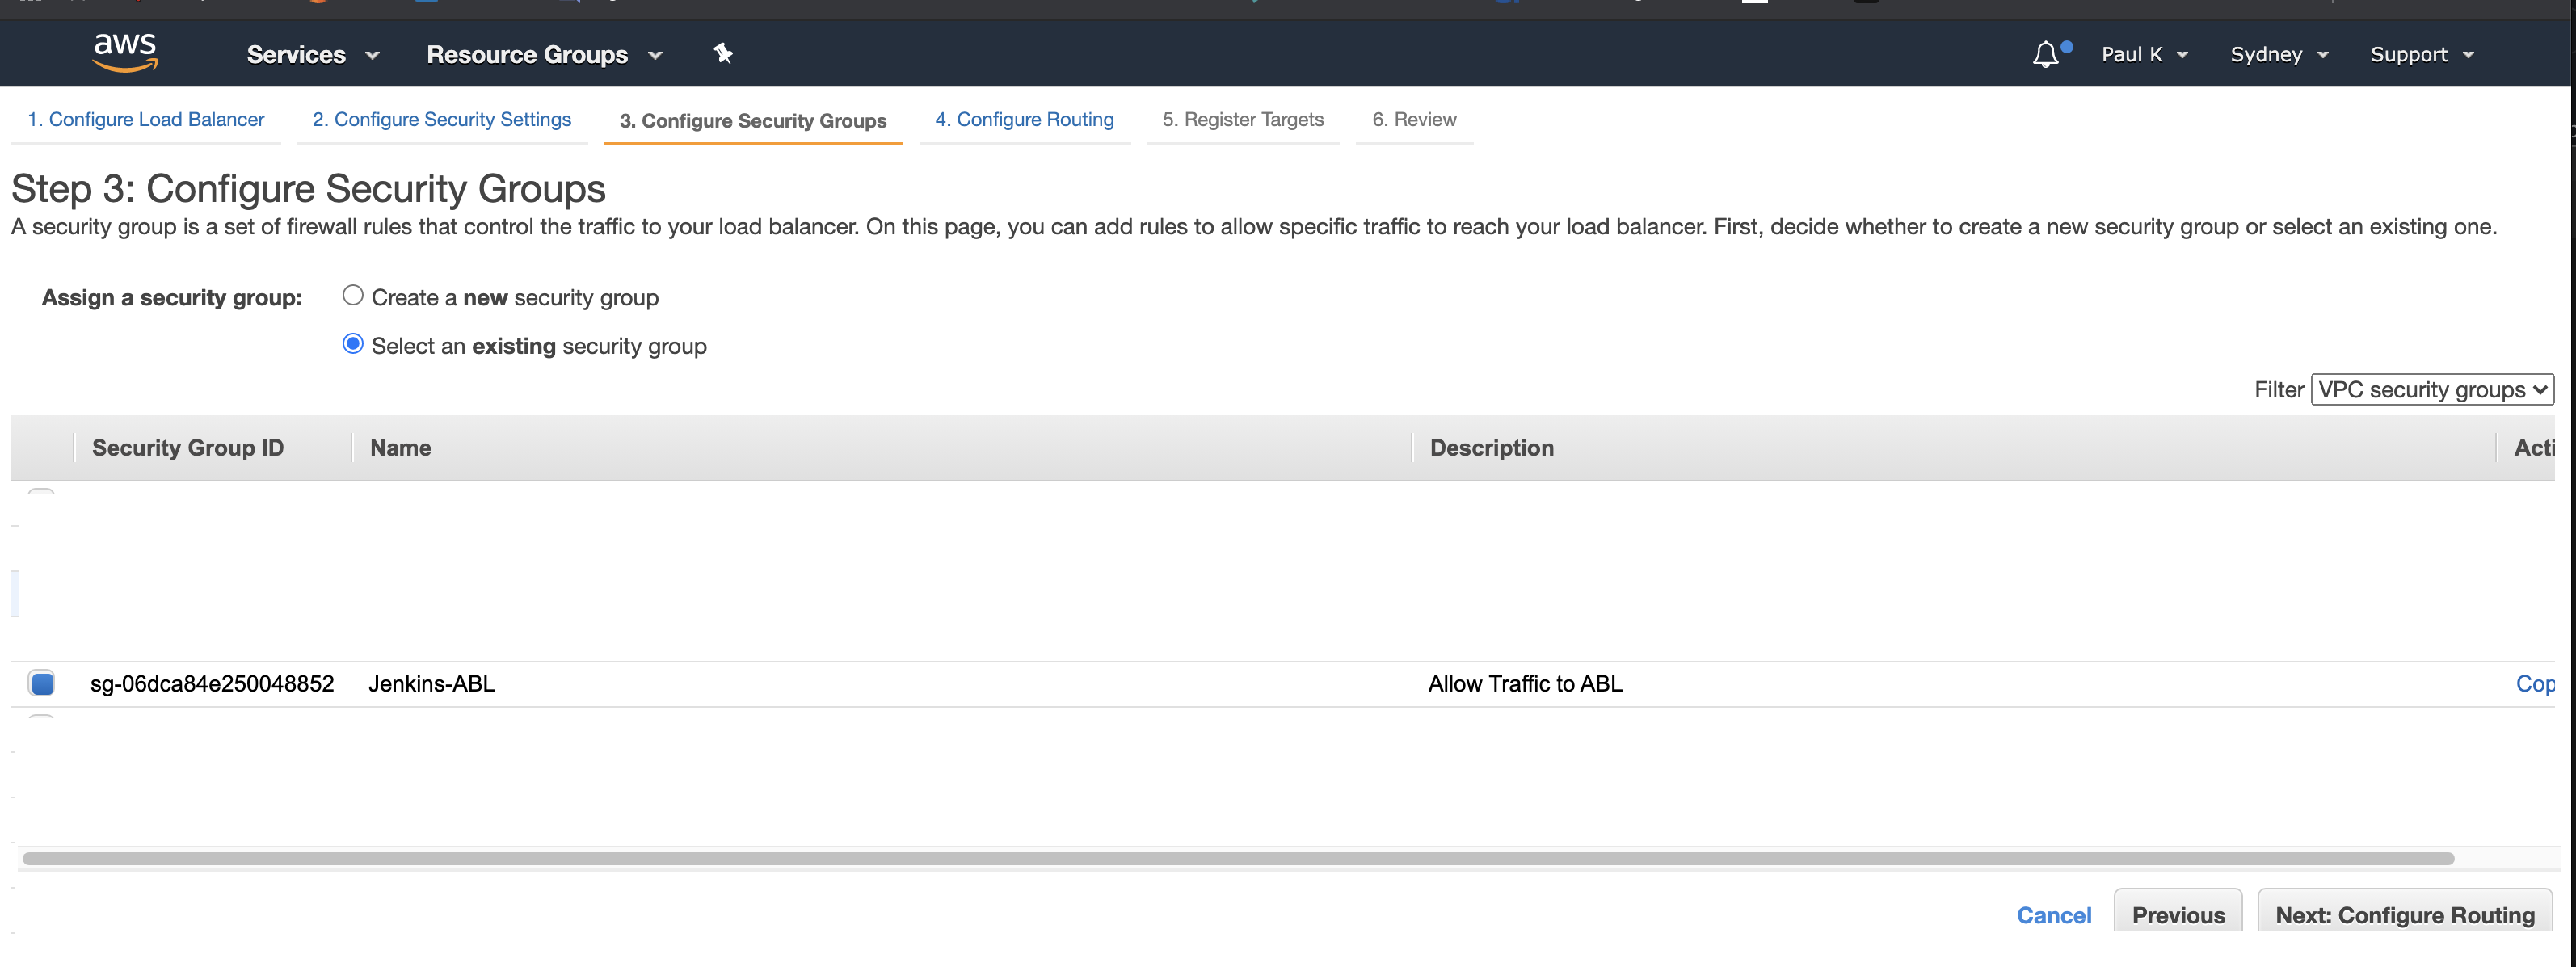 aws Services Resource Groups Paul K Sydney Support
1. Configure Load Balancer 2. Configure Security Settings 3. Configure Security Groups 4. Configure Routing 5. Register Targets 6. Review
Step 3: Configure Security Groups
A security group is a set of firewall rules that control the traffic to your load balancer. On this page, you can add rules to allow specific traffic to reach your load balancer. First, decide whether to create a new security group or select an existing one.
Assign a security group: Create a new security group
Select an existing security group
Filter VPC security groups
Security Group ID Name Description Acti
sg-06dca84e250048852 Jenkins-ABL Allow Traffic to ABL Cop
Cancel Previous Next: Configure Routing